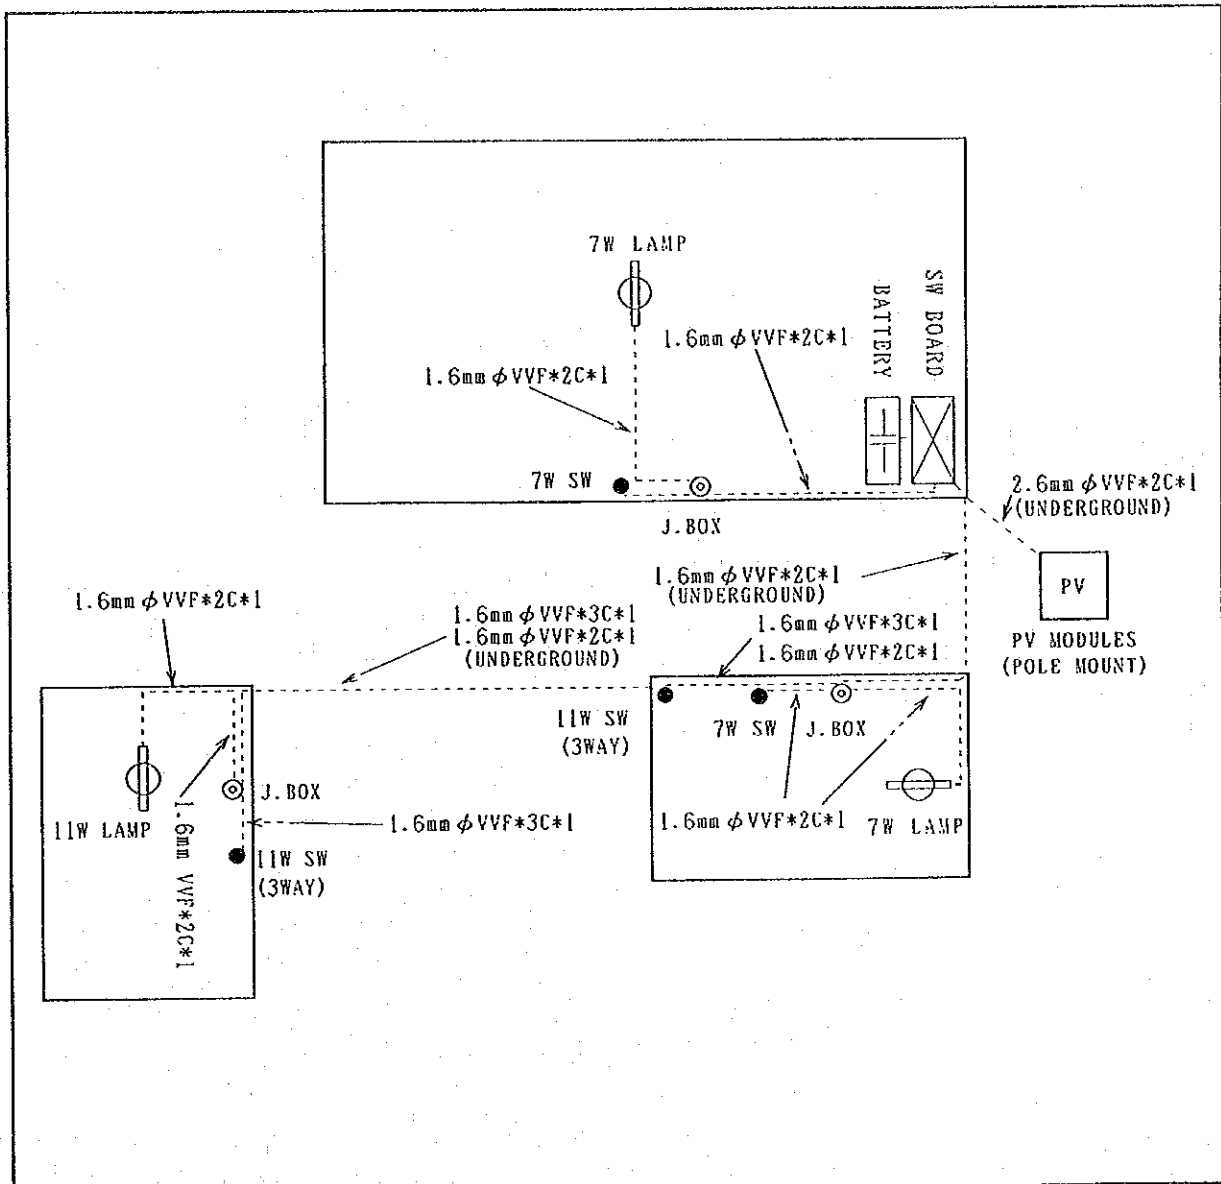 7W LAMP
SW BOARD
BATTERY
1.6mm φ VVF*2C*1
1.6mm φ VVF*2C*1
7W SW
J.BOX
2.6mm φ VVF*2C*1
(UNDERGROUND)
PV
PV MODULES
(POLE MOUNT)
1.6mm φ VVF*2C*1
(UNDERGROUND)
1.6mm φ VVF*2C*1
1.6mm φ VVF*3C*1
1.6mm φ VVF*2C*1
(UNDERGROUND)
1.6mm φ VVF*3C*1
1.6mm φ VVF*2C*1
11W SW
(3WAY)
7W SW
J.BOX
1.6mm φ VVF*2C*1
7W LAMP
11W LAMP
1.6mm VVF*2C*1
J.BOX
1.6mm φ VVF*3C*1
11W SW
(3WAY)